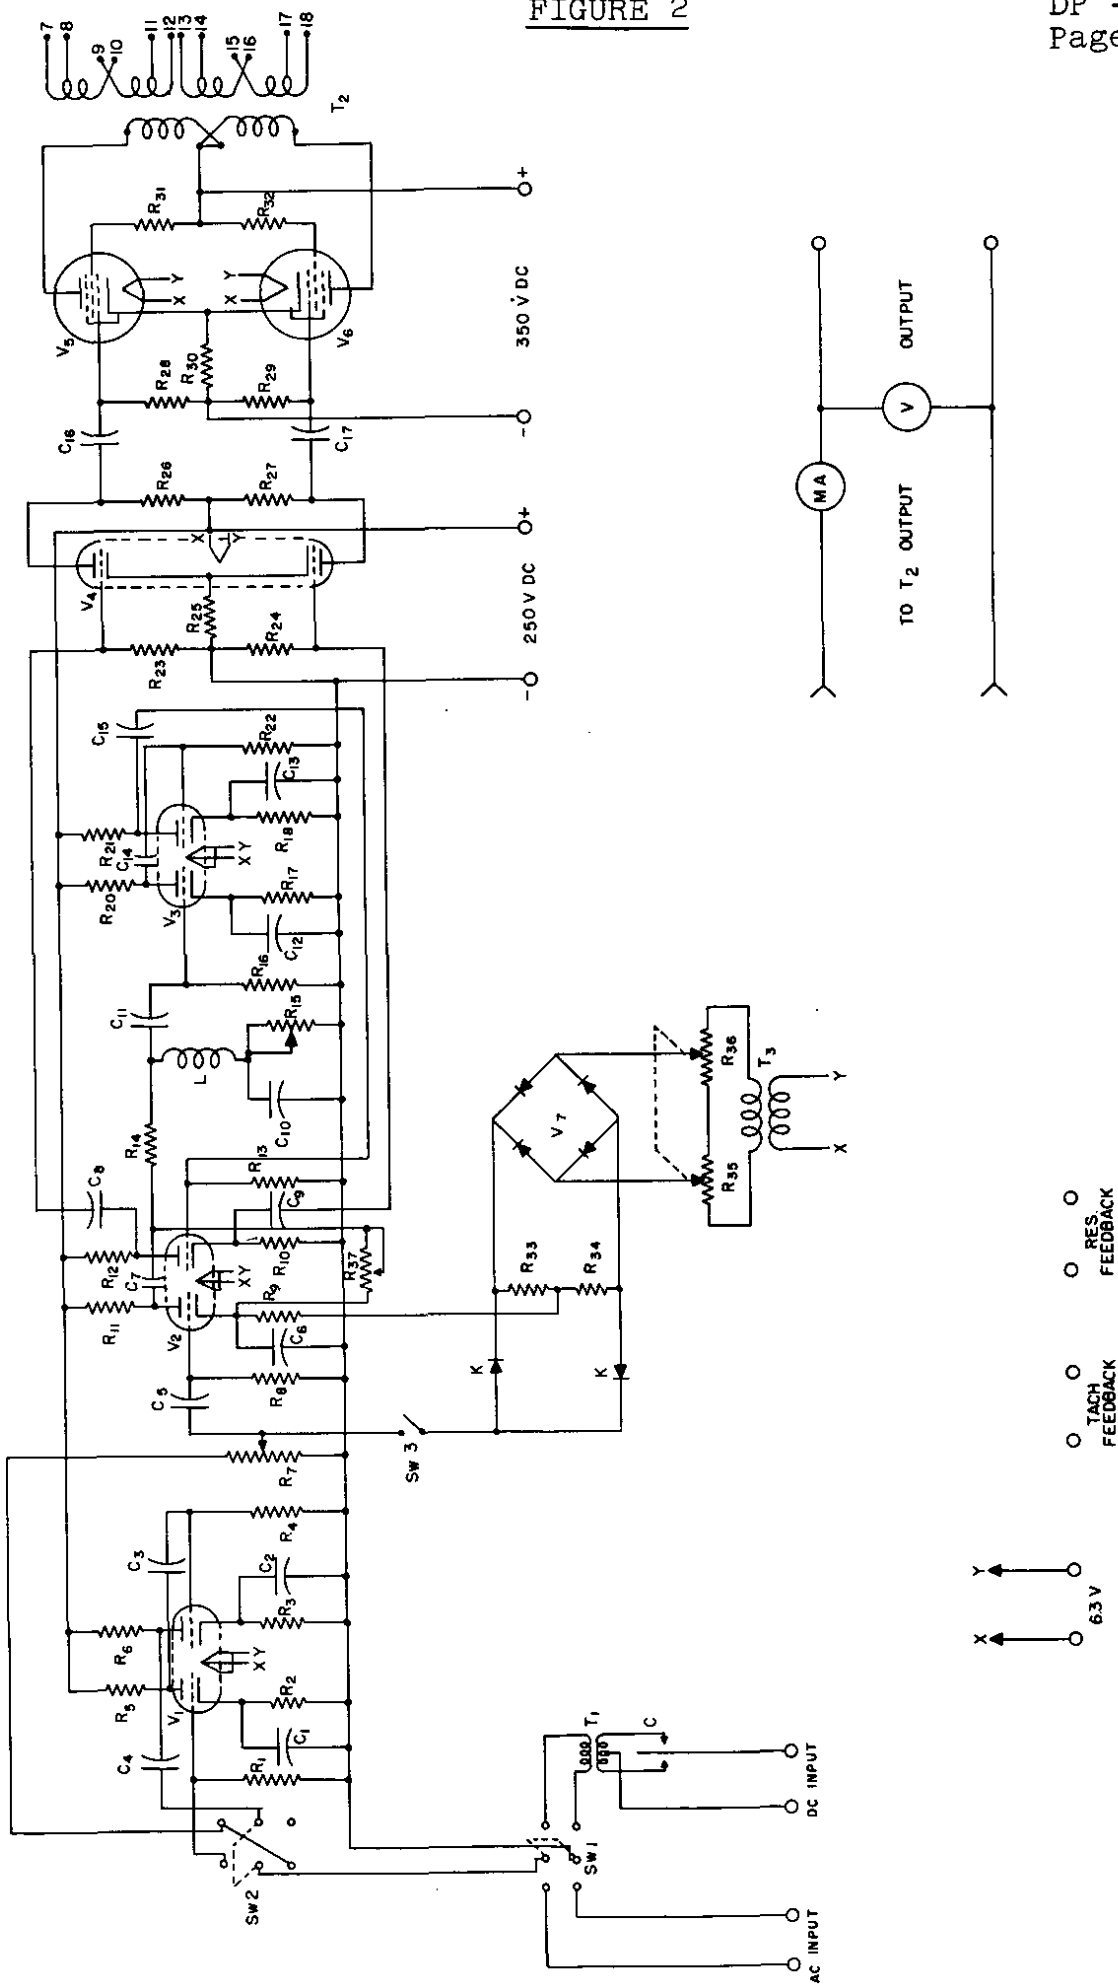 FIGURE 2
DP -
Page
7
8
9
10
11
12
13
14
15
16
17
18
T2
R31
R32
V5
V6
X Y
X Y
R28
R30
R29
350 V DC
- +
C16
C17
R26
R27
V4
X
Y
R25
R23
R24
250 V DC
- +
C15
R22
C13
R21
C14
R20
R18
X Y
V3
R17
C12
R16
C11
R15
L
C10
R14
C8
R13
C9
R12
C7
R10
R37
X Y
R11
R9
V2
C6
C5
R8
SW 3
R7
K
K
R33
R34
V7
R36
R35
T3
X Y
C3
R4
C2
R6
R3
X Y
R5
V1
R2
C4
C1
R1
SW2
SW1
T1
C
AC INPUT
DC INPUT
X Y
6.3 V
TACH
FEEDBACK
RES.
FEEDBACK
MA
V
TO T2 OUTPUT
OUTPUT